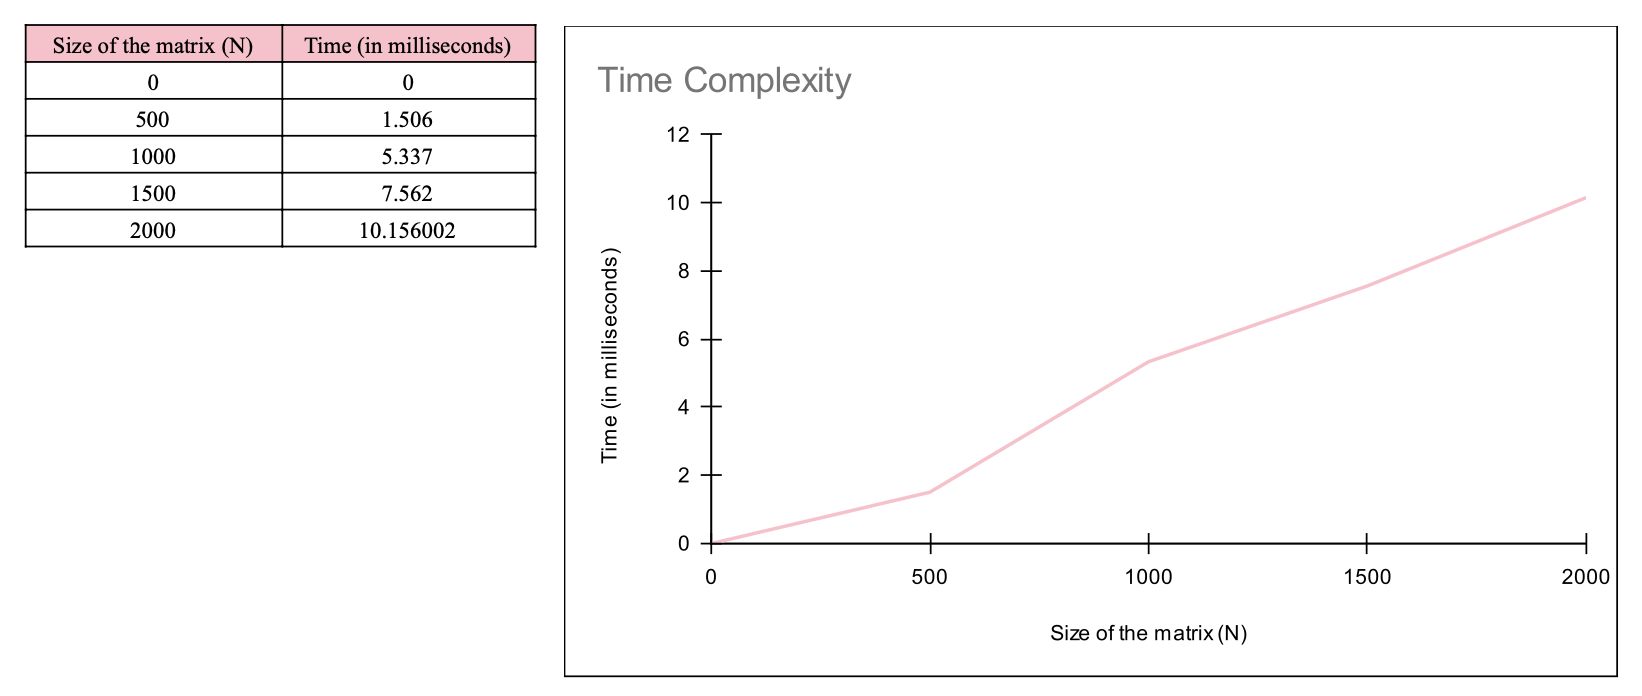 Size of the matrix (N) Time (in milliseconds)
0 0
500 1.506
1000 5.337
1500 7.562
2000 10.156002
Time Complexity
12
10
8
6
4
2
0
Time (in milliseconds)
0 500 1000 1500 2000
Size of the matrix (N)